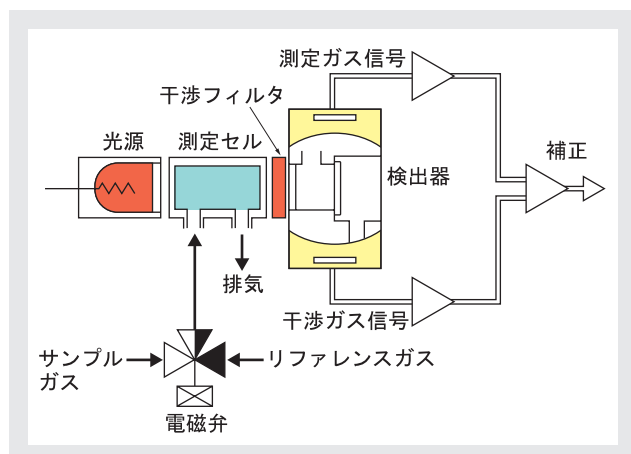 測定ガス信号
干渉フィルタ
光源
測定セル
補正
検出器
排気
干渉ガス信号
サンプル
ガス
リファレンスガス
電磁弁